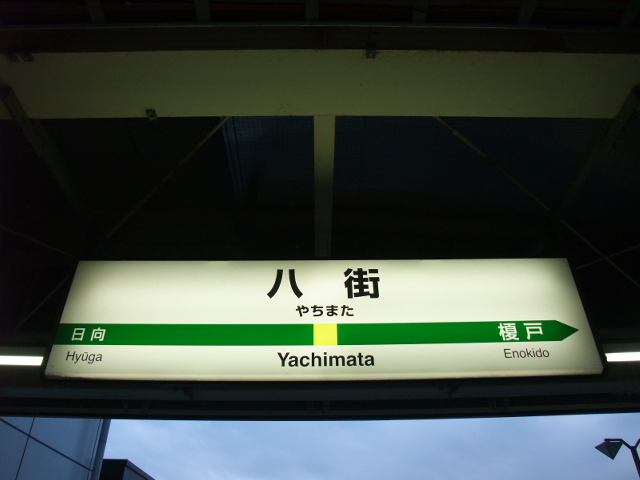 八街
やちまた
日向 榎戸
Hyūga Yachimata Enokido